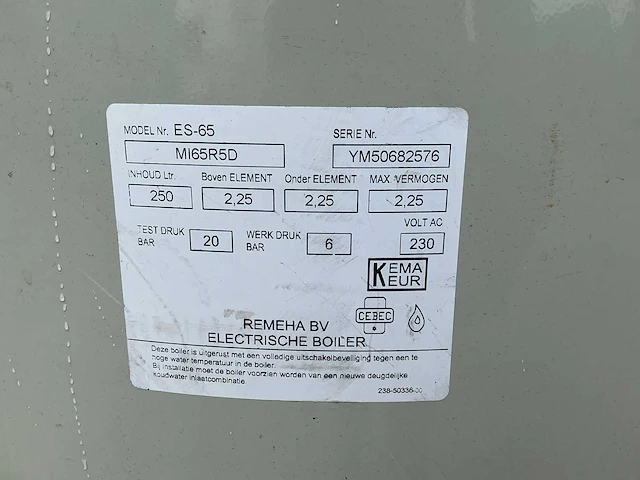 MODEL Nr. ES-65 SERIE Nr.
MI65R5D YM50682576
INHOUD Ltr. Boven ELEMENT Onder ELEMENT MAX VERMOGEN
250 2,25 2,25 2,25
TEST DRUK BAR 20 WERK DRUK BAR 6 VOLT AC 230
KEMA KEUR
CEBEC
REMEHA BV
ELECTRISCHE BOILER
Deze boiler is uitgerust met een volledige uitschakelbeveiliging tegen een te
hoge water temperatuur in de boiler.
Bij installatie moet de boiler voorzien worden van een nieuwe deugdelijke
koudwater inlaatcombinatie.
238-50336-00